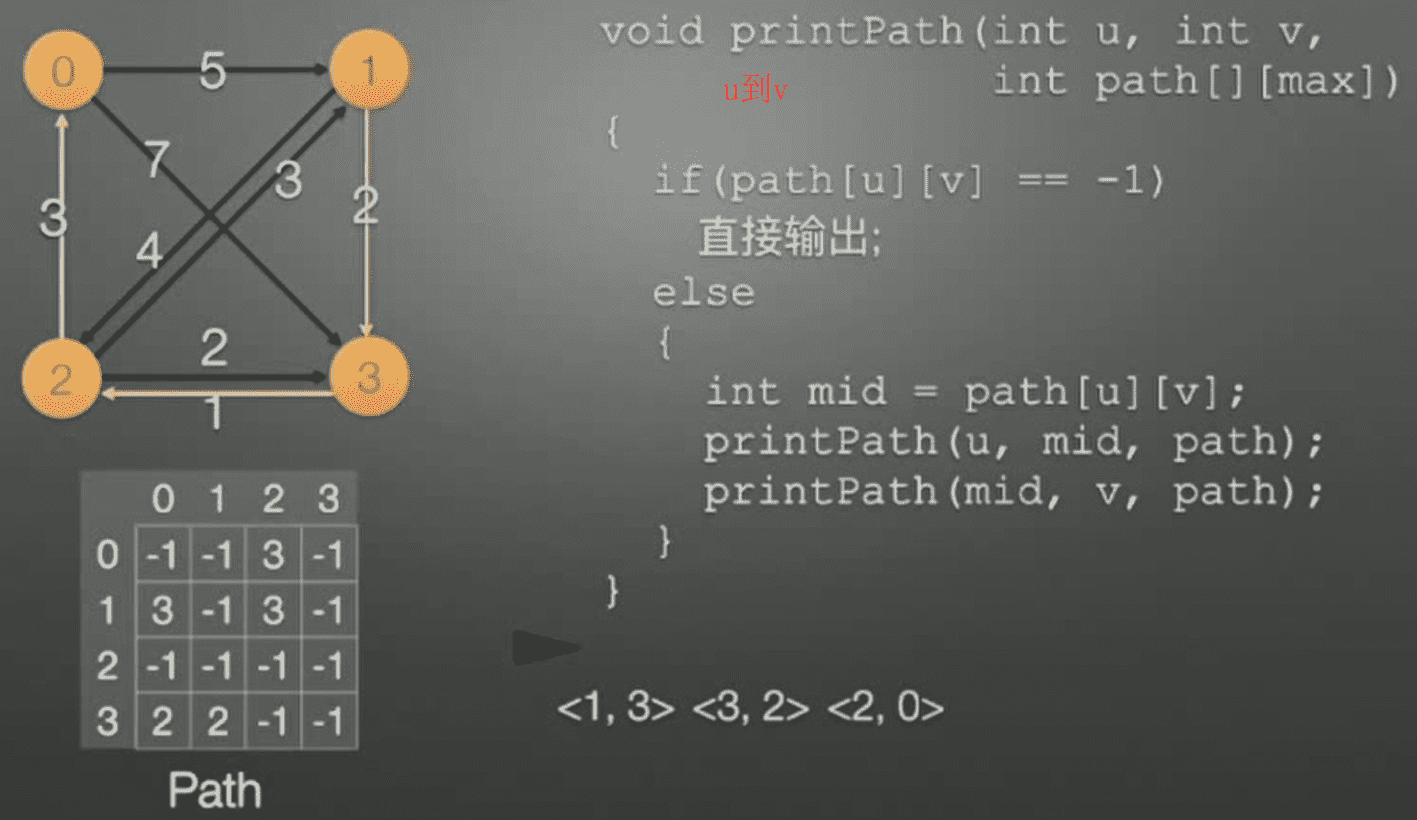 0 5 1
7
3
3 2
4
2
2 3
1
0 1 2 3
0 -1 -1 3 -1
1 3 -1 3 -1
2 -1 -1 -1 -1
3 2 2 -1 -1
Path
void printPath(int u, int v,
int path[][max])
u到v
{
if(path[u][v] == -1)
直接输出;
else
{
int mid = path[u][v];
printPath(u, mid, path);
printPath(mid, v, path);
}
}
<1, 3> <3, 2> <2, 0>